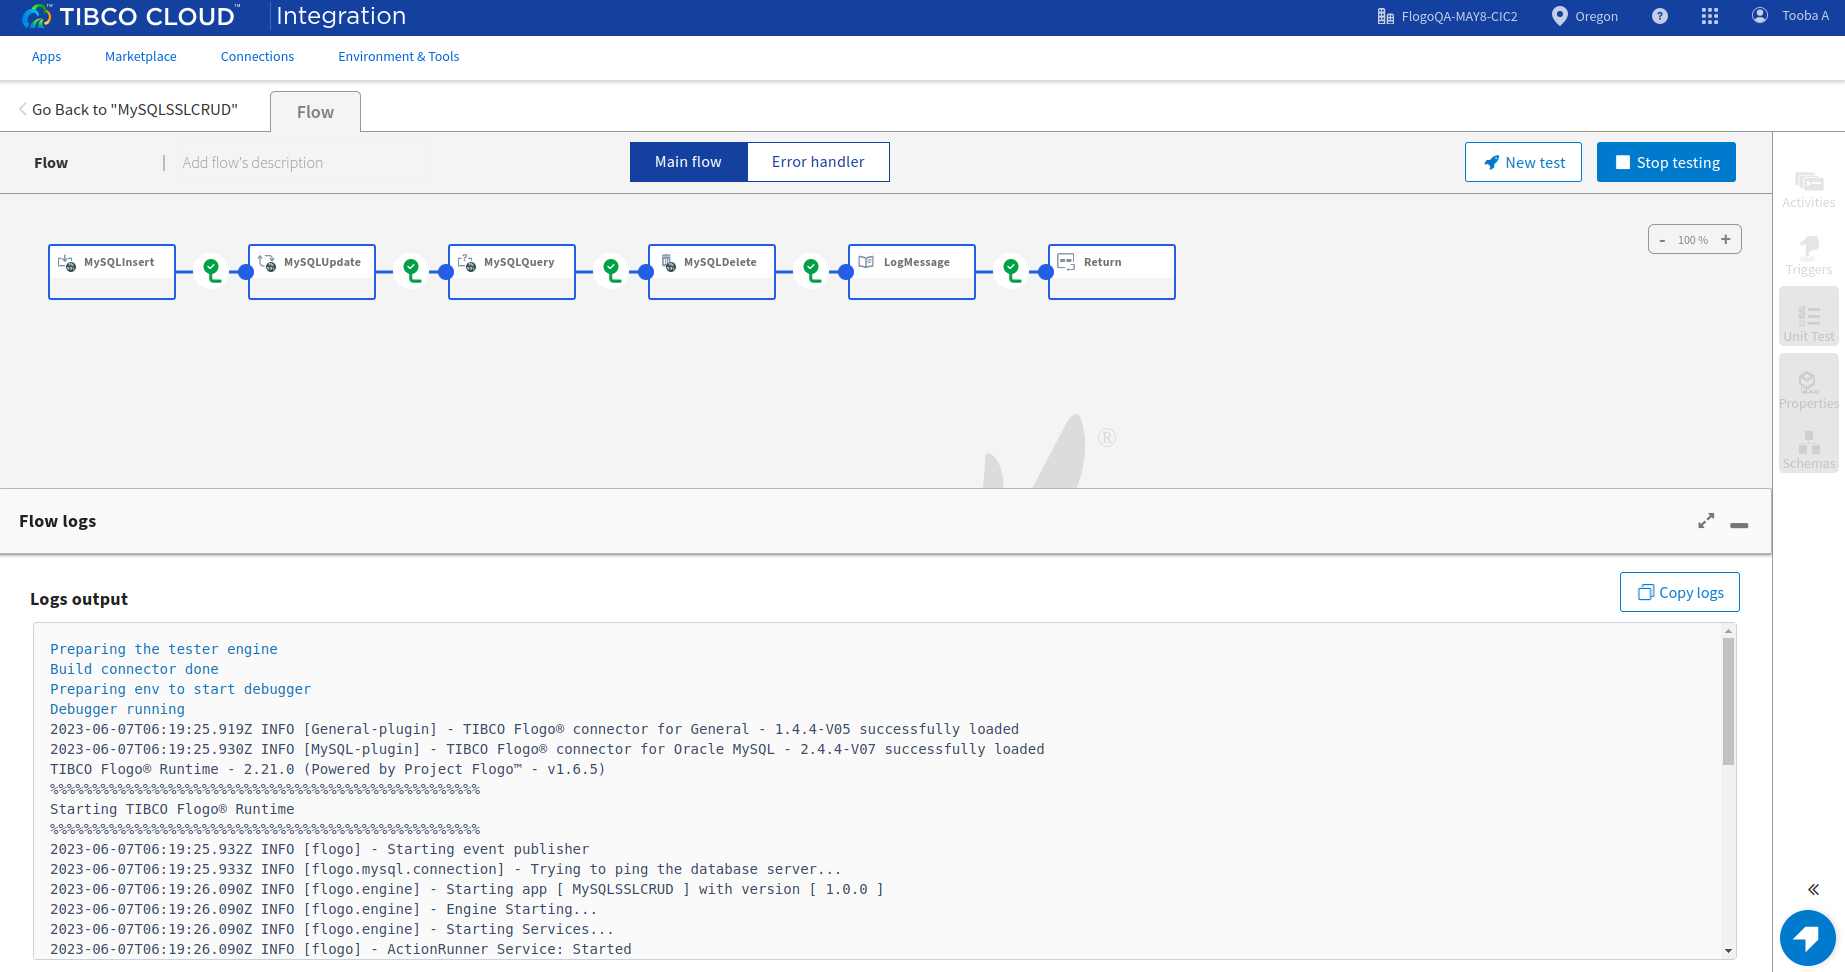 TIBCO CLOUD™ Integration
FlogoQA-MAY8-CIC2
Oregon
?
Tooba A
Apps
Marketplace
Connections
Environment & Tools
Go Back to "MySQLSSLCRUD"
Flow
Flow
Add flow's description
Main flow
Error handler
New test
Stop testing
Activities
Triggers
Unit Test
Properties
Schemas
- 100 % +
MySQLInsert
MySQLUpdate
MySQLQuery
MySQLDelete
LogMessage
Return
®
Flow logs
Logs output
Copy logs
Preparing the tester engine
Build connector done
Preparing env to start debugger
Debugger running
2023-06-07T06:19:25.919Z INFO [General-plugin] - TIBCO Flogo® connector for General - 1.4.4-V05 successfully loaded
2023-06-07T06:19:25.930Z INFO [MySQL-plugin] - TIBCO Flogo® connector for Oracle MySQL - 2.4.4-V07 successfully loaded
TIBCO Flogo® Runtime - 2.21.0 (Powered by Project Flogo™ - v1.6.5)
%%%%%%%%%%%%%%%%%%%%%%%%%%%%%%%%%%%%%%%%%%%%%%%%%%%
Starting TIBCO Flogo® Runtime
%%%%%%%%%%%%%%%%%%%%%%%%%%%%%%%%%%%%%%%%%%%%%%%%%%%
2023-06-07T06:19:25.932Z INFO [flogo] - Starting event publisher
2023-06-07T06:19:25.933Z INFO [flogo.mysql.connection] - Trying to ping the database server...
2023-06-07T06:19:26.090Z INFO [flogo.engine] - Starting app [ MySQLSSLCRUD ] with version [ 1.0.0 ]
2023-06-07T06:19:26.090Z INFO [flogo.engine] - Engine Starting...
2023-06-07T06:19:26.090Z INFO [flogo.engine] - Starting Services...
2023-06-07T06:19:26.090Z INFO [flogo] - ActionRunner Service: Started